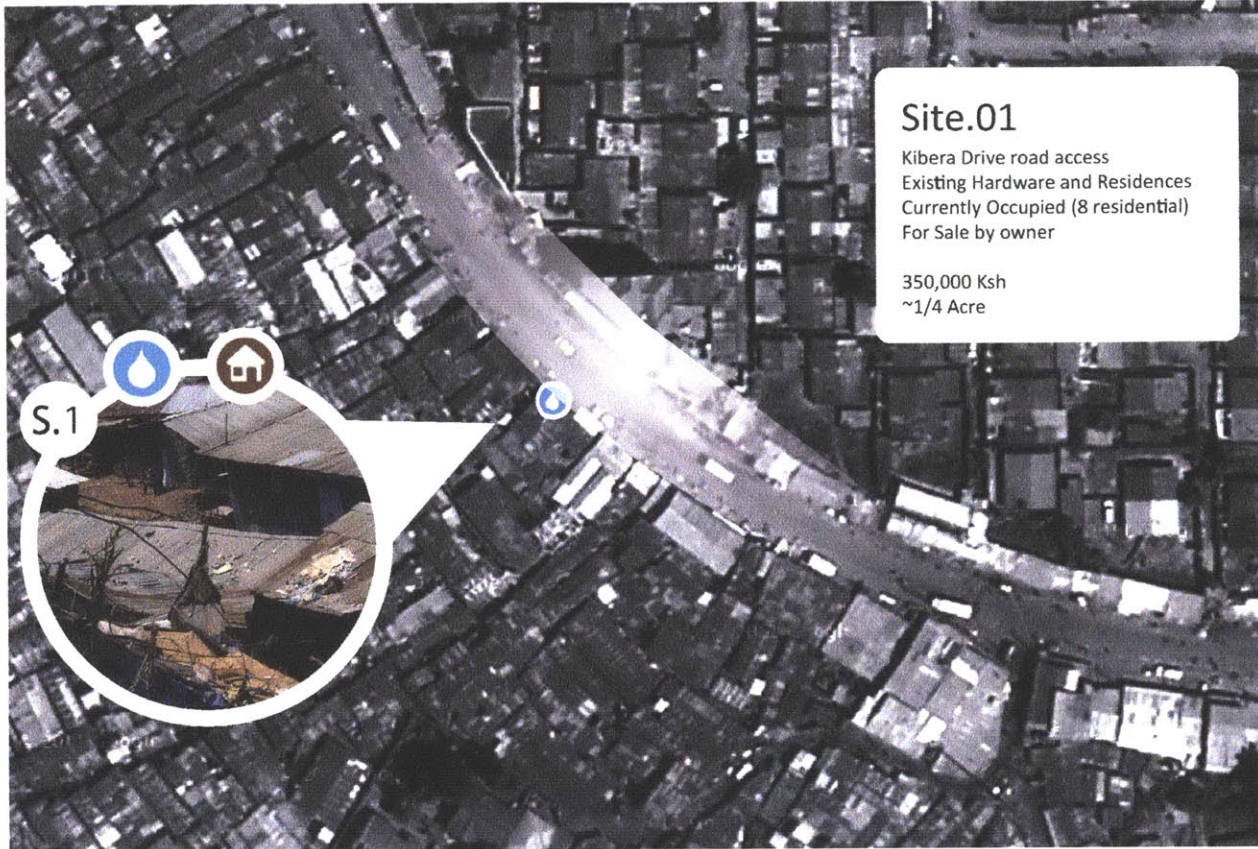 Site.01
Kibera Drive road access
Existing Hardware and Residences
Currently Occupied (8 residential)
For Sale by owner
350,000 Ksh
~1/4 Acre
S.1